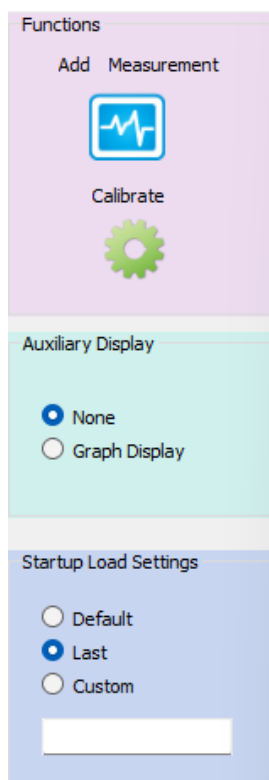 Functions
Add Measurement
Calibrate
Auxiliary Display
None
Graph Display
Startup Load Settings
Default
Last
Custom